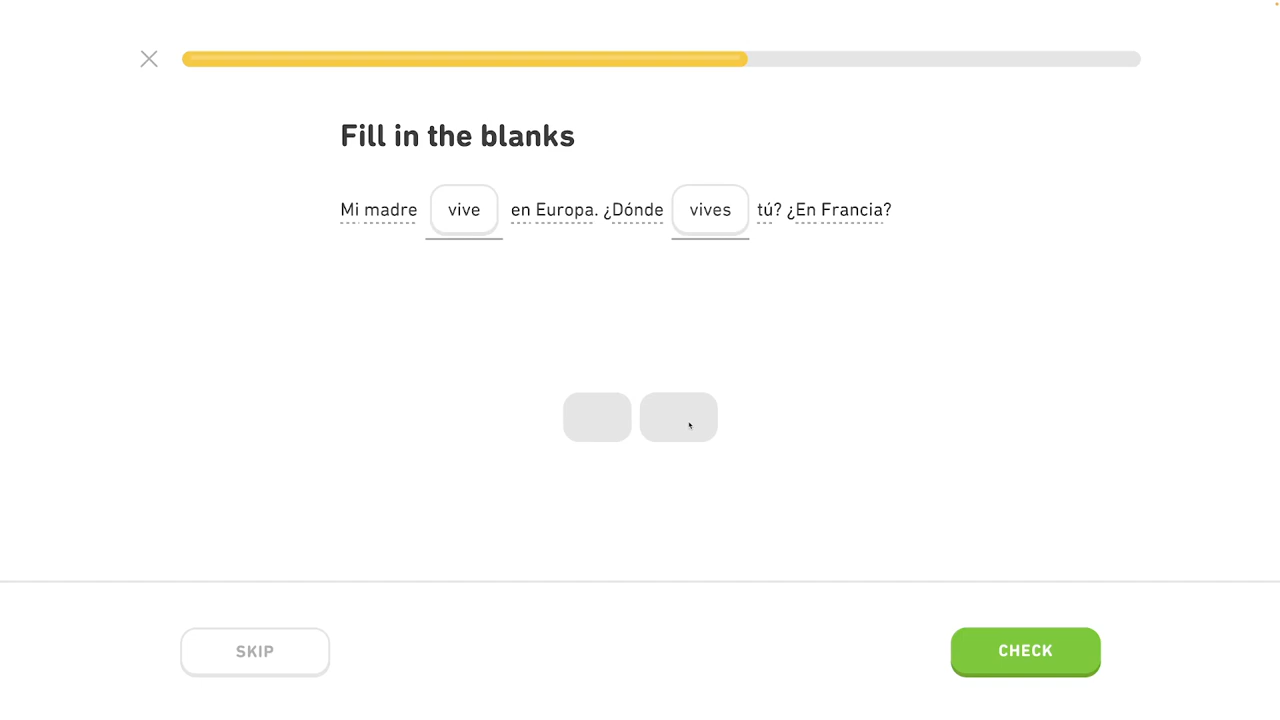 Fill in the blanks
Mi madre vive en Europa. ¿Dónde vives tú? ¿En Francia?
SKIP CHECK